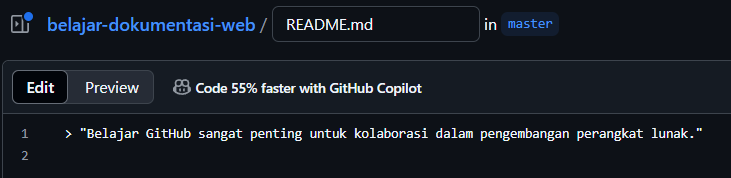 belajar-dokumentasi-web / README.md in master
Edit Preview Code 55% faster with GitHub Copilot
1 > "Belajar GitHub sangat penting untuk kolaborasi dalam pengembangan perangkat lunak."
2